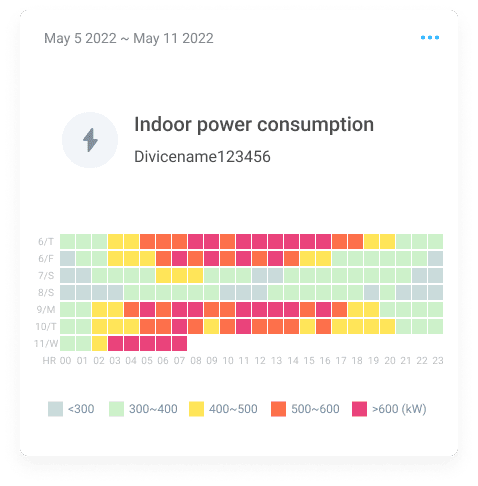 May 5 2022 ~ May 11 2022
Indoor power consumption
Divicename123456
6/T
6/F
7/S
8/S
9/M
10/T
11/W
HR 00 01 02 03 04 05 06 07 08 09 10 11 12 13 14 15 16 17 18 19 20 21 22 23
<300 300~400 400~500 500~600 >600 (kW)